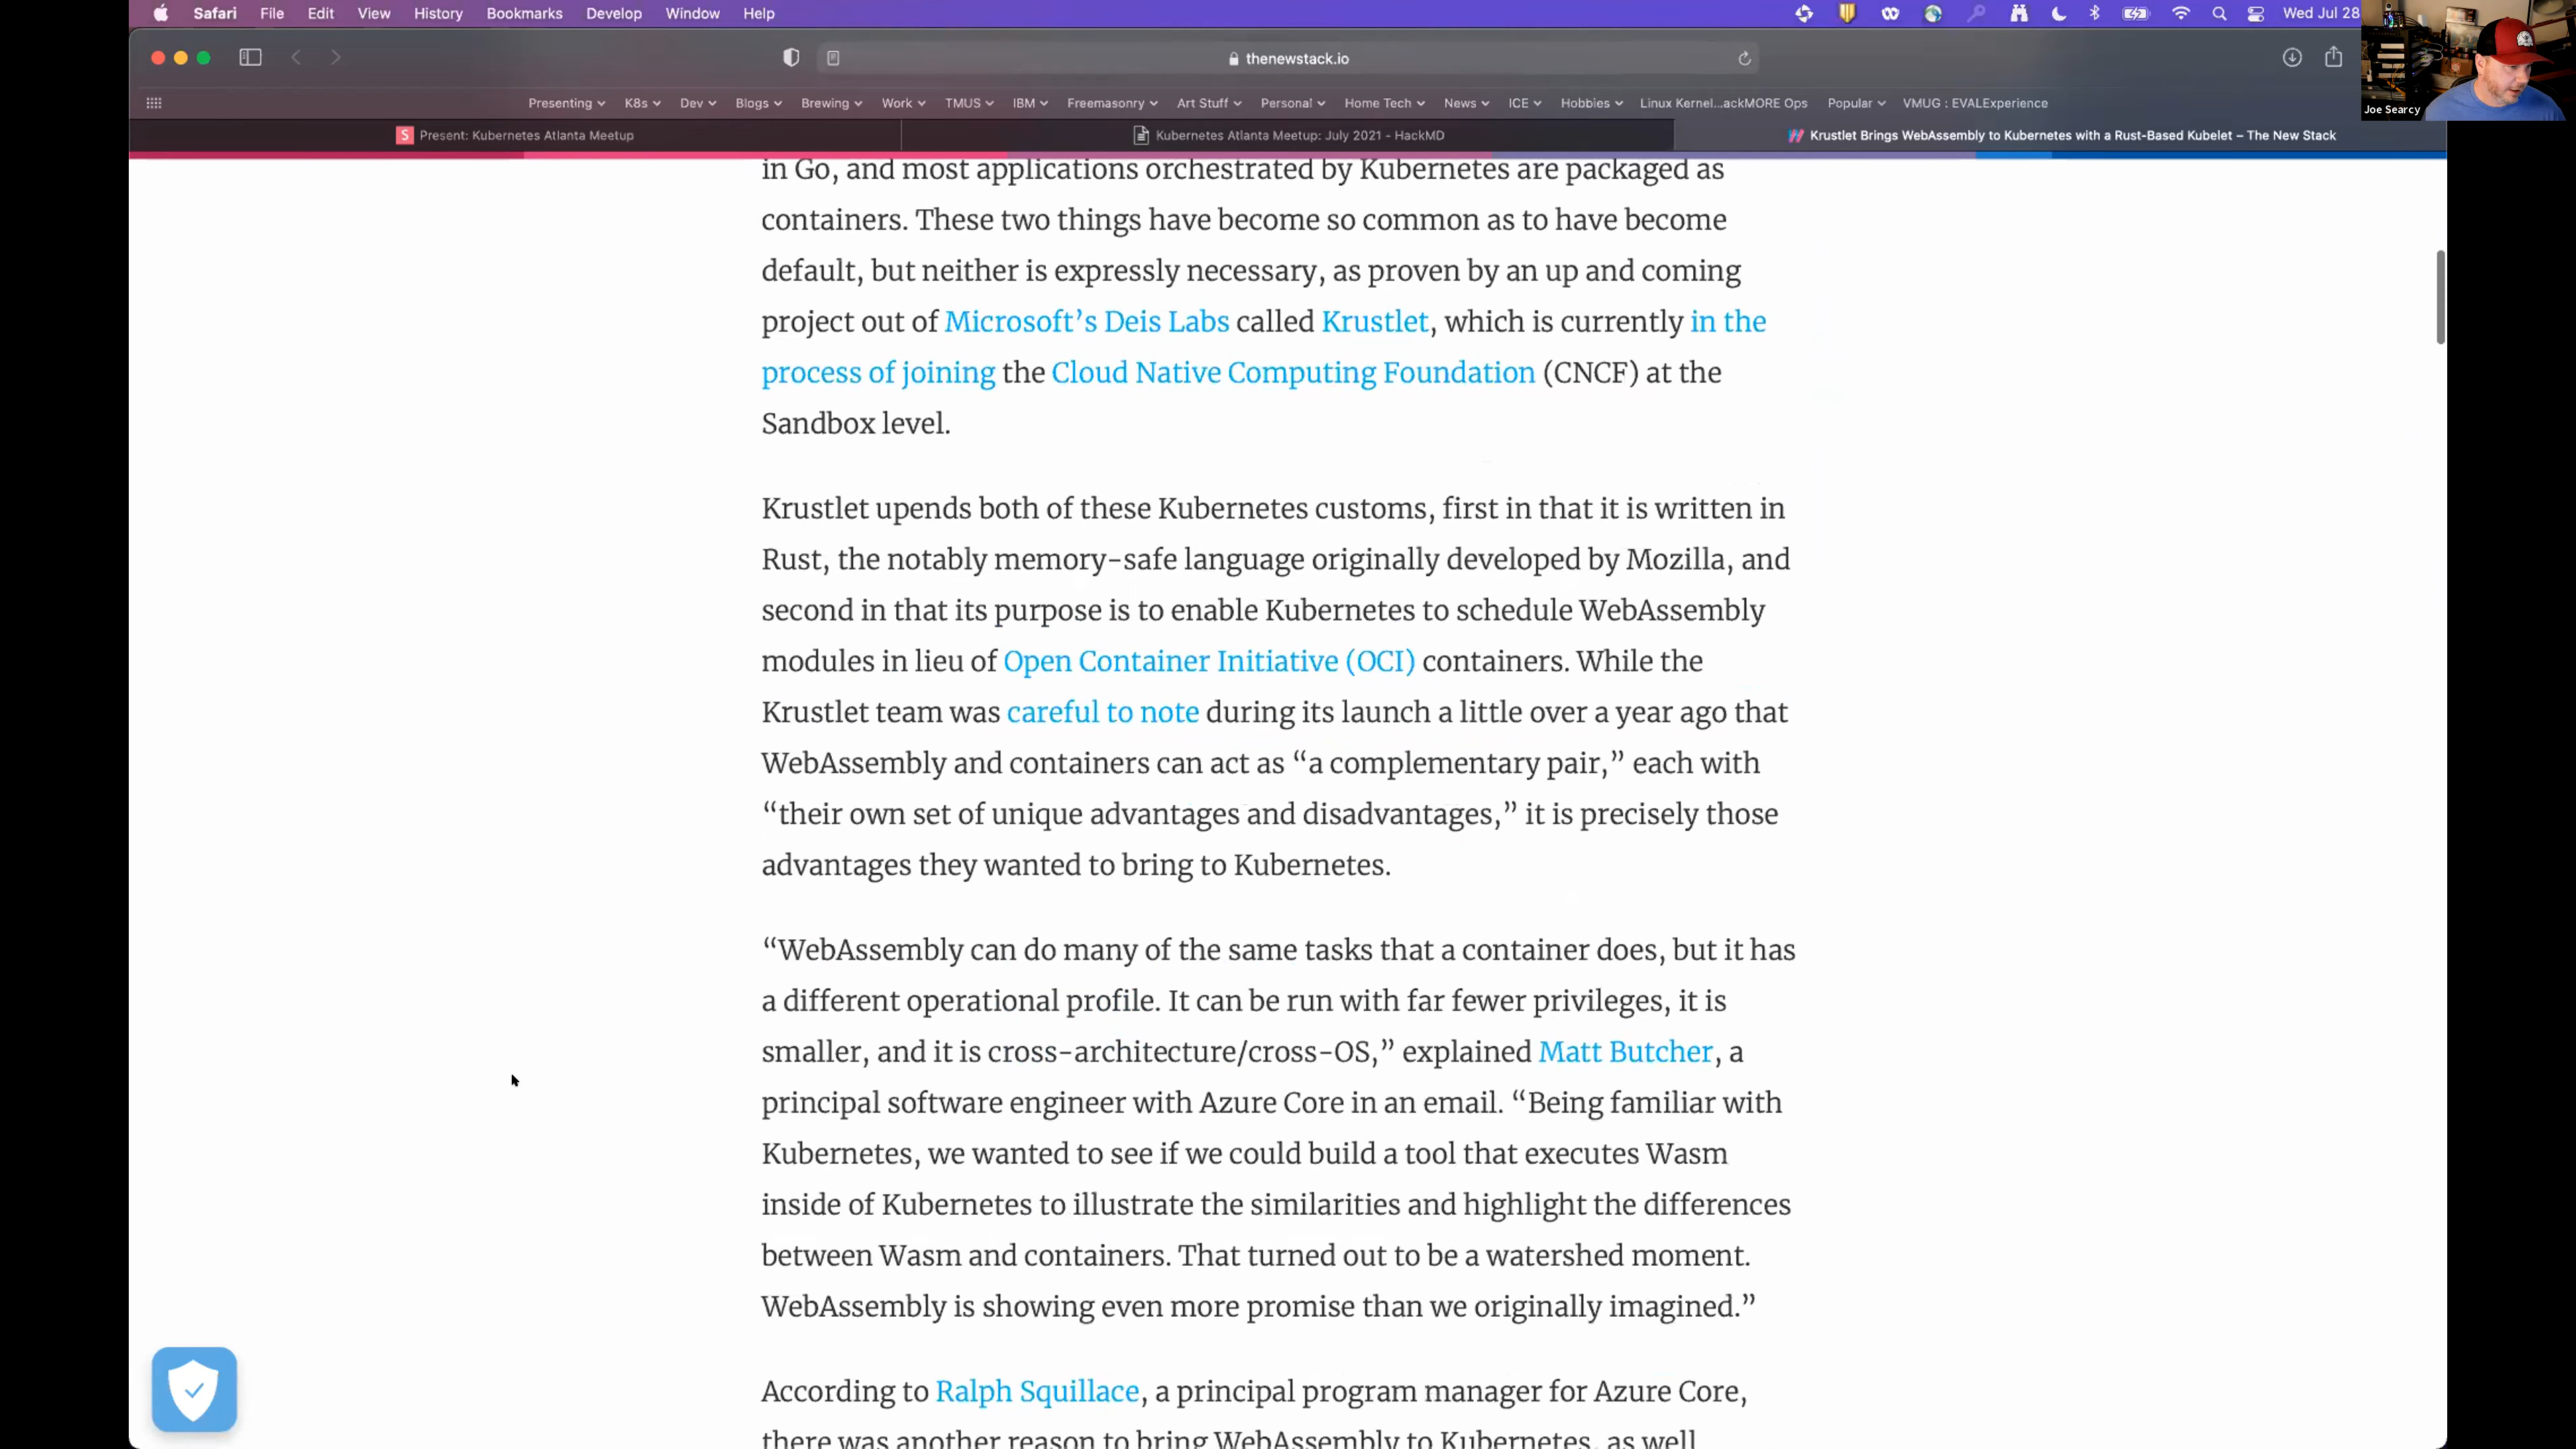 Safari File Edit View History Bookmarks Develop Window Help Wed Jul 28
thenewstack.io
Presenting K8s Dev Blogs Brewing Work TMUS IBM Freemasonry Art Stuff Personal Home Tech News ICE Hobbies Linux Kernel...ackMORE Ops Popular VMUG : EVALExperience
Joe Searcy
S Present: Kubernetes Atlanta Meetup Kubernetes Atlanta Meetup: July 2021 - HackMD Krustlet Brings WebAssembly to Kubernetes with a Rust-Based Kubelet – The New Stack
in Go, and most applications orchestrated by Kubernetes are packaged as
containers. These two things have become so common as to have become
default, but neither is expressly necessary, as proven by an up and coming
project out of Microsoft’s Deis Labs called Krustlet, which is currently in the
process of joining the Cloud Native Computing Foundation (CNCF) at the
Sandbox level.
Krustlet upends both of these Kubernetes customs, first in that it is written in
Rust, the notably memory-safe language originally developed by Mozilla, and
second in that its purpose is to enable Kubernetes to schedule WebAssembly
modules in lieu of Open Container Initiative (OCI) containers. While the
Krustlet team was careful to note during its launch a little over a year ago that
WebAssembly and containers can act as “a complementary pair,” each with
“their own set of unique advantages and disadvantages,” it is precisely those
advantages they wanted to bring to Kubernetes.
“WebAssembly can do many of the same tasks that a container does, but it has
a different operational profile. It can be run with far fewer privileges, it is
smaller, and it is cross-architecture/cross-OS,” explained Matt Butcher, a
principal software engineer with Azure Core in an email. “Being familiar with
Kubernetes, we wanted to see if we could build a tool that executes Wasm
inside of Kubernetes to illustrate the similarities and highlight the differences
between Wasm and containers. That turned out to be a watershed moment.
WebAssembly is showing even more promise than we originally imagined.”
According to Ralph Squillace, a principal program manager for Azure Core,
there was another reason to bring WebAssembly to Kubernetes, as well